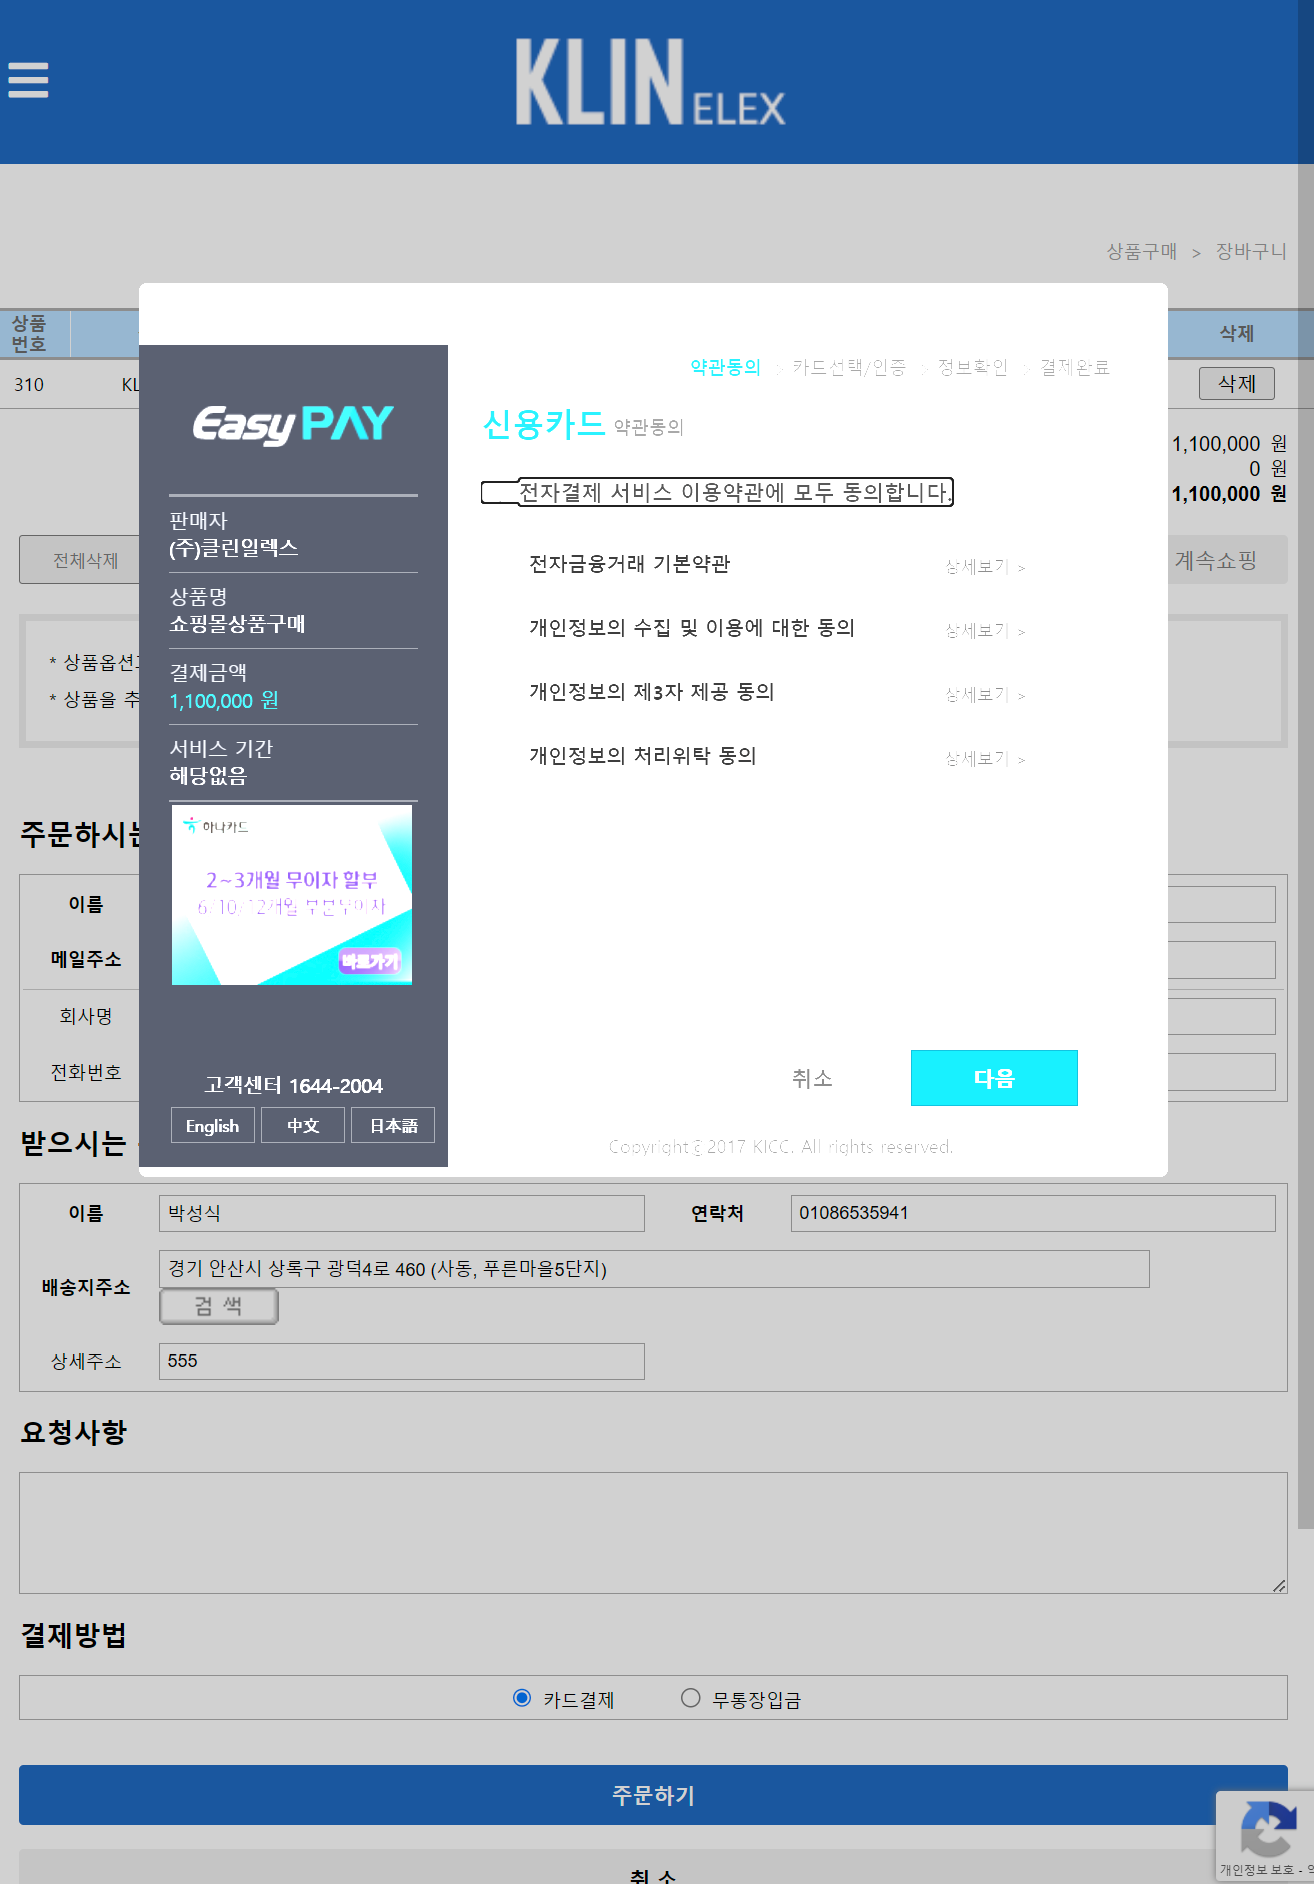 KLIN ELEX
상품구매 > 장바구니
상품
번호
삭제
310
KL
삭제
1,100,000 원
0 원
1,100,000 원
전체삭제
계속쇼핑
* 상품옵션
* 상품을 추
Easy PAY
판매자
(주)클린일렉스
상품명
쇼핑몰상품구매
결제금액
1,100,000 원
서비스 기간
해당없음
하나카드
2~3개월 무이자 할부
6/10/12개월 부분무이자
바로가기
고객센터 1644-2004
English 中文 日本語
약관동의 > 카드선택/인증 > 정보확인 > 결제완료
신용카드 약관동의
전자결제 서비스 이용약관에 모두 동의합니다.
전자금융거래 기본약관 상세보기 >
개인정보의 수집 및 이용에 대한 동의 상세보기 >
개인정보의 제3자 제공 동의 상세보기 >
개인정보의 처리위탁 동의 상세보기 >
취소 다음
Copyrightⓒ2017 KICC. All rights reserved.
주문하시는
이름
메일주소
회사명
전화번호
받으시는
이름 박성식 연락처 01086535941
배송지주소 경기 안산시 상록구 광덕4로 460 (사동, 푸른마을5단지)
검 색
상세주소 555
요청사항
결제방법
카드결제 무통장입금
주문하기
개인정보 보호 -
취 소